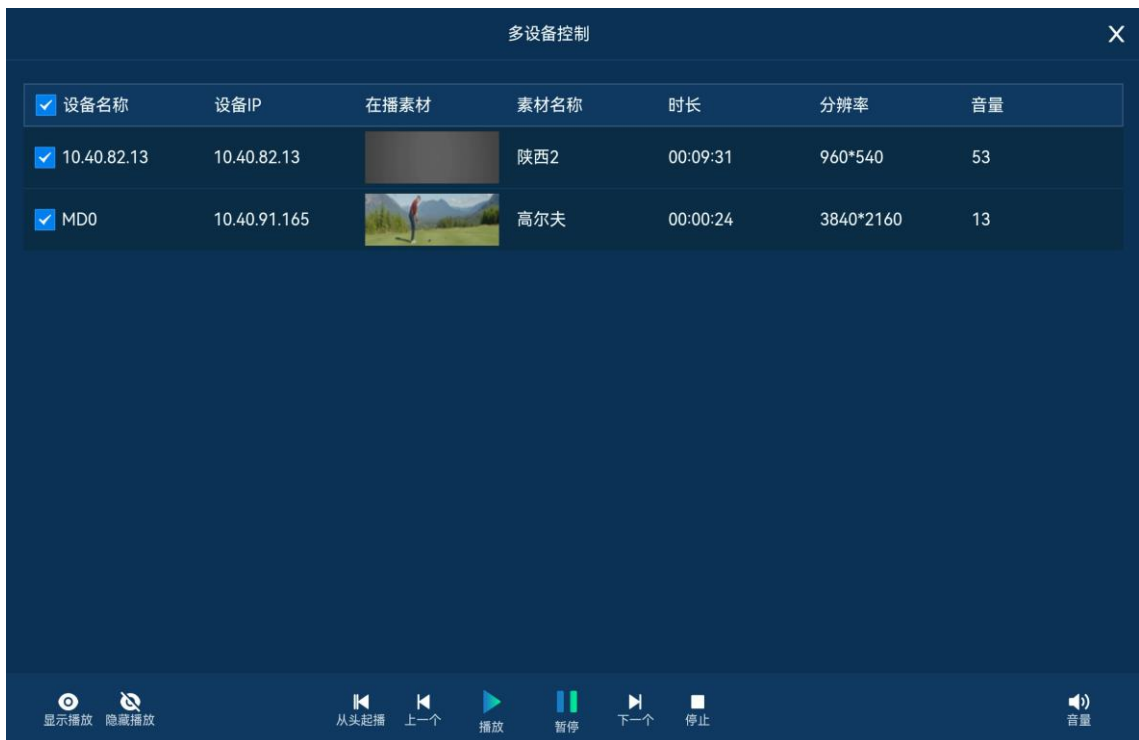 多设备控制 X
设备名称 设备IP 在播素材 素材名称 时长 分辨率 音量
10.40.82.13 10.40.82.13 陕西2 00:09:31 960*540 53
MD0 10.40.91.165 高尔夫 00:00:24 3840*2160 13
显示播放 隐藏播放 从头起播 上一个 播放 暂停 下一个 停止 音量